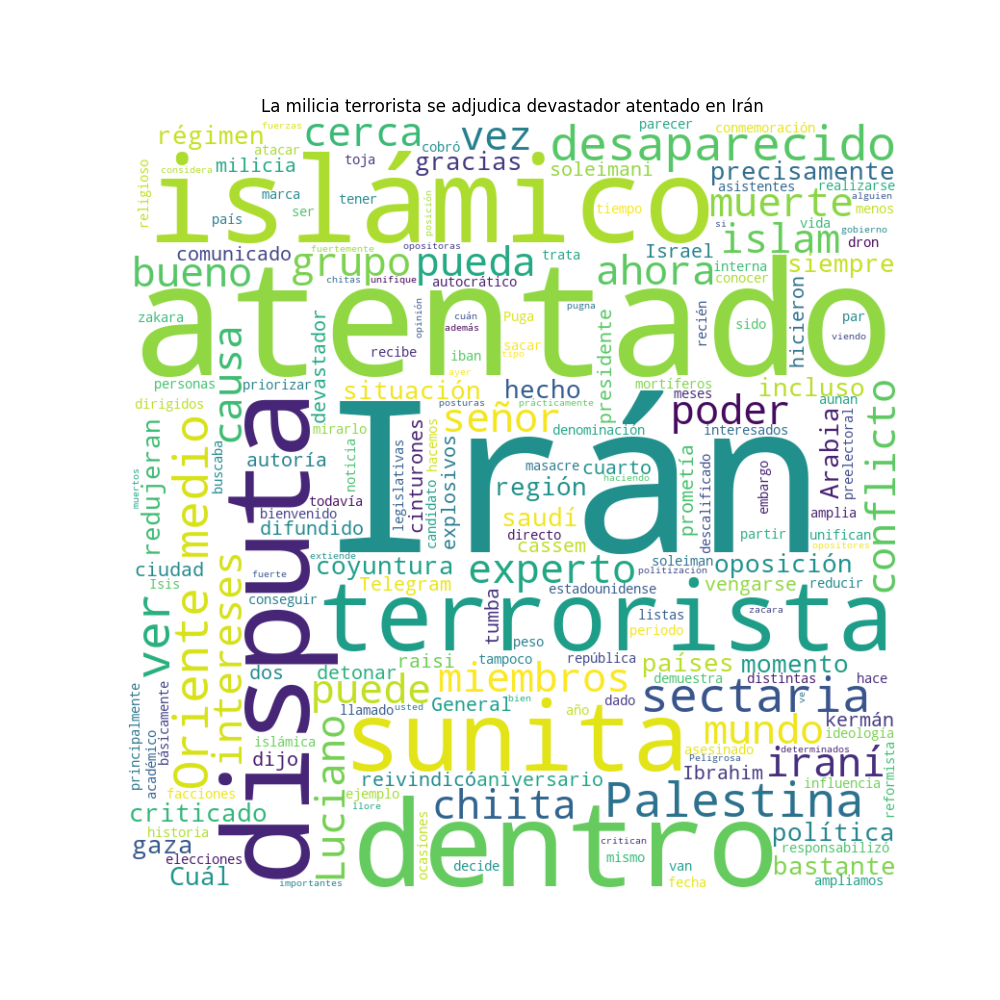 La milicia terrorista se adjudica devastador atentado en Irán
fuerzas
régimen
cerca
vez
cobró
parecer
conmemoración
desaparecido
atacar
considera
milicia
toja
gracias
soleimani
precisamente
religioso
islámico
marca
tener
asistentes
realizarse
alguien
ser
país
posición
tiempo
muerte
menos
si
vida
gobierno
islam
dron
comunicado
fuertemente
opositoras
grupo
pueda
trata
Israel
interna
siempre
bueno
chitas
unifique
autocrático
ahora
conocer
atentado
zakara
causa
devastador
opinión
cuán
además
Puga
pugna
presidente
recién
sido
hicieron
par
viendo
recibe
iban
sacar
tipo
ayer
personas
priorizar
situación
hecho
mortíferos
meses
incluso
dirigidos
mirarlo
posturas
prácticamente
señor
poder
aúnan
denominación
interesados
Irán
disputa
autoría
noticia
legislativas
cinturones
candidato
hacemos
explosivos
masacre
cuarto
haciendo
región
prometía
descalificado
embargo
Arabia
preelectoral
conflicto
amplia
redujeran
medio
buscaba
muertos
todavía
bienvenido
difundido
saudí
directo
cassem
partir
unifican
opositores
ciudad
Isis
extiende
fuerte
coyuntura
Telegram
experto
soleiman
politización
oposición
vengarse
reducir
ver
Oriente
intereses
conseguir
terrorista
tumba
estadounidense
listas
periodo
zacara
peso
dos
detonar
raisi
tampoco
república
países
momento
puede
miembros
demuestra
distintas
hace
General
bien
llamado
usted
año
dado
sectaria
principalmente
académico
básicamente
islámica
dijo
Luciano
sunita
asesinado
mundo
kermán
ideología
determinados
Peligrosa
ve
Ibrahim
iraní
reivindicóaniversario
influencia
reformista
facciones
ejemplo
llore
criticado
chiita
Palestina
historia
gaza
dentro
ocasiones
critican
política
responsabilizó
elecciones
decide
mismo
van
bastante
Cuál
importantes
fecha
ampliamos